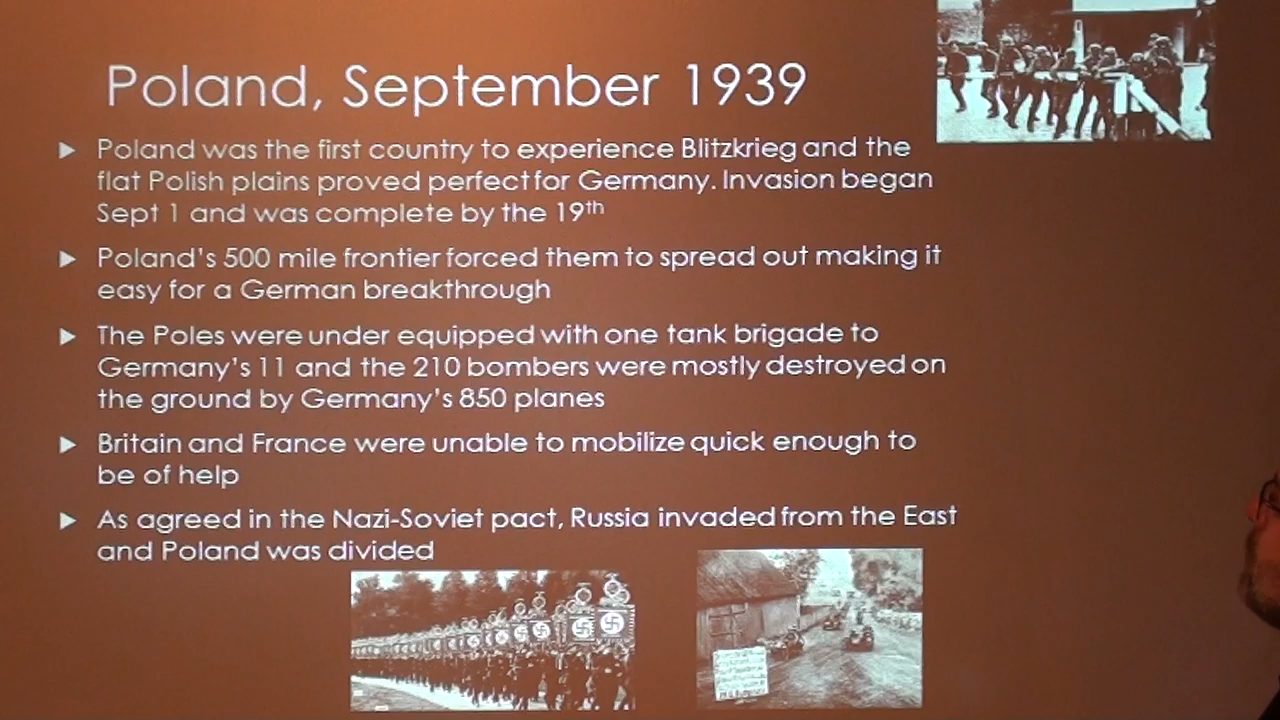 Poland, September 1939
Poland was the first country to experience Blitzkrieg and the
flat Polish plains proved perfect for Germany. Invasion began
Sept 1 and was complete by the 19th
Poland's 500 mile frontier forced them to spread out making it
easy for a German breakthrough
The Poles were under equipped with one tank brigade to
Germany's 11 and the 210 bombers were mostly destroyed on
the ground by Germany's 850 planes
Britain and France were unable to mobilize quick enough to
be of help
As agreed in the Nazi-Soviet pact, Russia invaded from the East
and Poland was divided